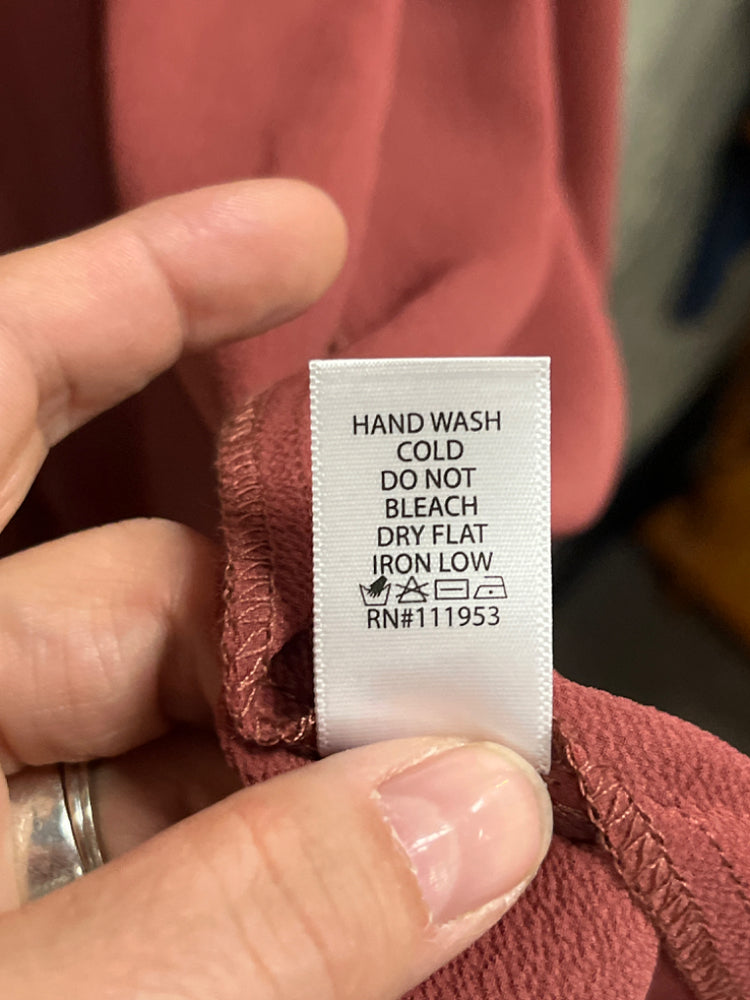 HAND WASH
COLD
DO NOT
BLEACH
DRY FLAT
IRON LOW
RN#111953